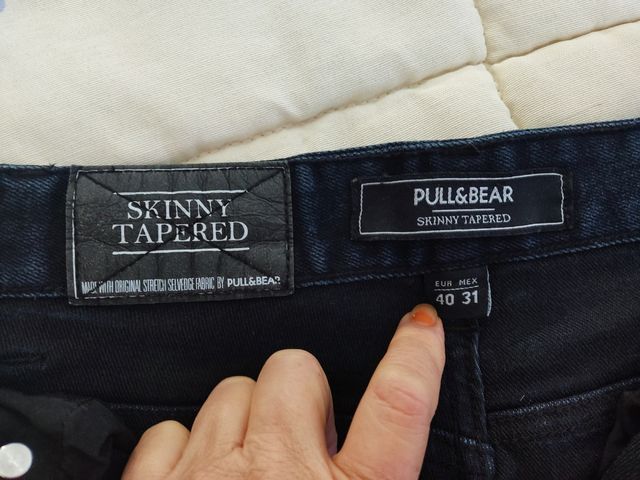 SKINNY
TAPERED
MADE WITH ORIGINAL STRETCH SELVEDGE FABRIC BY PULL&BEAR
PULL&BEAR
SKINNY TAPERED
EUR MEX
40 31